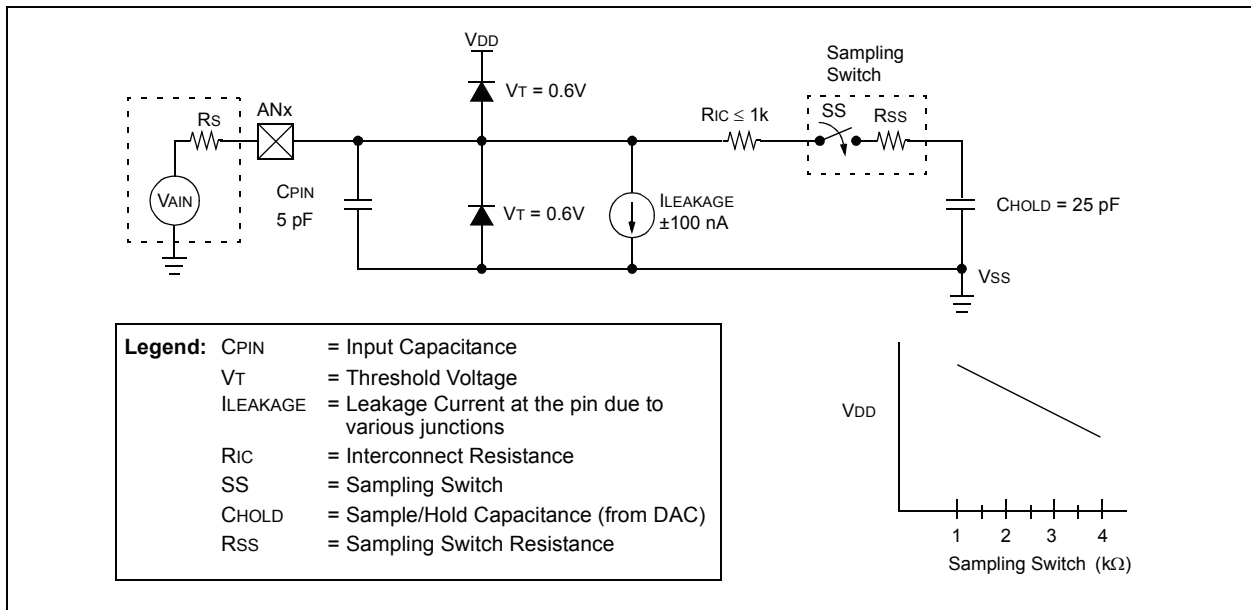 VDD
Sampling
Switch
VT = 0.6V
RS
ANx
RIC ≤ 1k
SS
RSS
VAIN
CPIN
5 pF
VT = 0.6V
ILEAKAGE
±100 nA
CHOLD = 25 pF
VSS
Legend: CPIN = Input Capacitance
VT = Threshold Voltage
ILEAKAGE = Leakage Current at the pin due to
various junctions
RIC = Interconnect Resistance
SS = Sampling Switch
CHOLD = Sample/Hold Capacitance (from DAC)
RSS = Sampling Switch Resistance
VDD
1 2 3 4
Sampling Switch (kΩ)